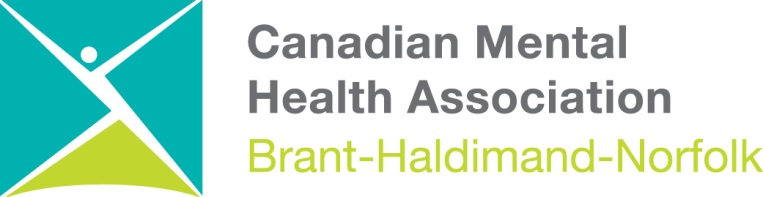 Canadian Mental
Health Association
Brant-Haldimand-Norfolk